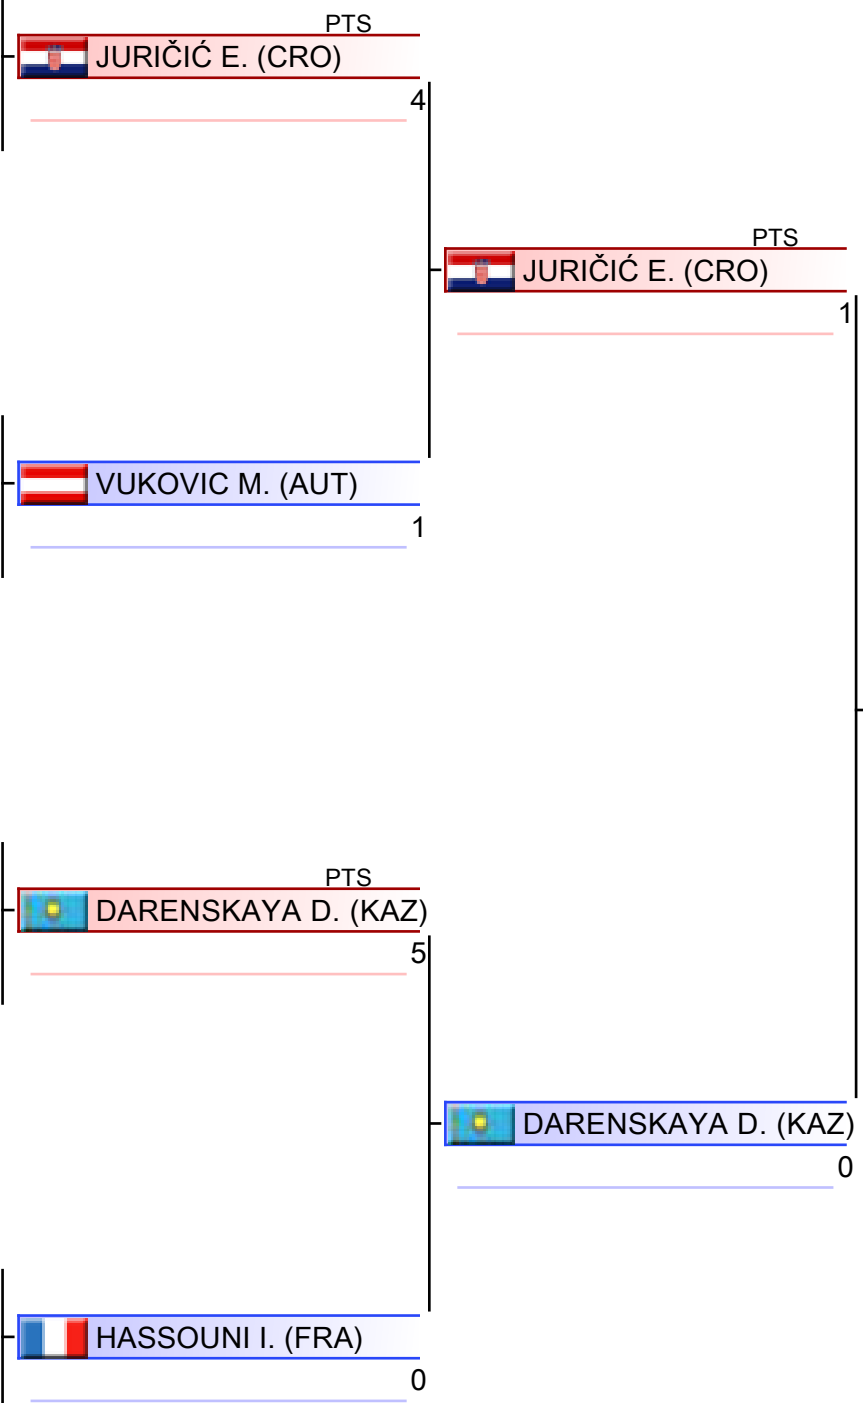 PTS
JURIČIĆ E. (CRO)
4
PTS
JURIČIĆ E. (CRO)
1
VUKOVIC M. (AUT)
1
PTS
DARENSKAYA D. (KAZ)
5
DARENSKAYA D. (KAZ)
0
HASSOUNI I. (FRA)
0